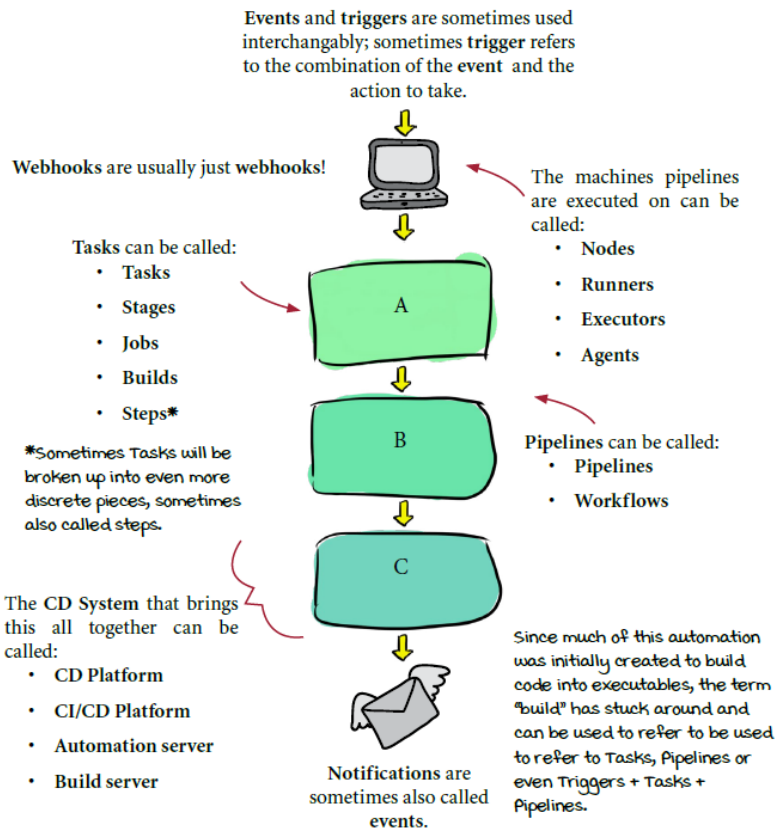 Events and triggers are sometimes used
interchangably; sometimes trigger refers
to the combination of the event and the
action to take.
Webhooks are usually just webhooks!
The machines pipelines
are executed on can be
called:
• Nodes
• Runners
• Executors
• Agents
Tasks can be called:
• Tasks
• Stages
• Jobs
• Builds
• Steps*
*Sometimes Tasks will be
broken up into even more
discrete pieces, sometimes
also called steps.
A
B
C
Pipelines can be called:
• Pipelines
• Workflows
The CD System that brings
this all together can be
called:
• CD Platform
• CI/CD Platform
• Automation server
• Build server
Since much of this automation
was initially created to build
code into executables, the term
"build" has stuck around and
can be used to refer to be used
to refer to Tasks, Pipelines or
even Triggers + Tasks +
Pipelines.
Notifications are
sometimes also called
events.